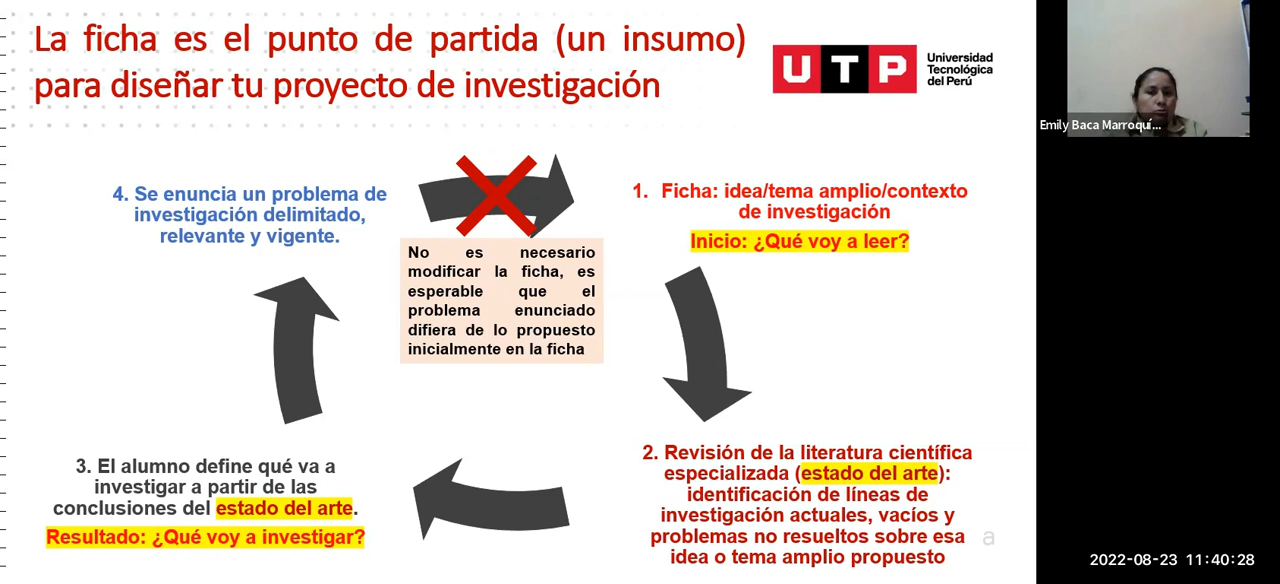 La ficha es el punto de partida (un insumo)
para diseñar tu proyecto de investigación
UTP
Universidad
Tecnológica
del Perú
Emily Baca Marroquí...
4. Se enuncia un problema de
investigación delimitado,
relevante y vigente.
1. Ficha: idea/tema amplio/contexto
de investigación
Inicio: ¿Qué voy a leer?
No es necesario
modificar la ficha, es
esperable que el
problema enunciado
difiera de lo propuesto
inicialmente en la ficha
3. El alumno define qué va a
investigar a partir de las
conclusiones del estado del arte.
Resultado: ¿Qué voy a investigar?
2. Revisión de la literatura científica
especializada (estado del arte):
identificación de líneas de
investigación actuales, vacíos y
problemas no resueltos sobre esa
idea o tema amplio propuesto
a
2022-08-23 11:40:28